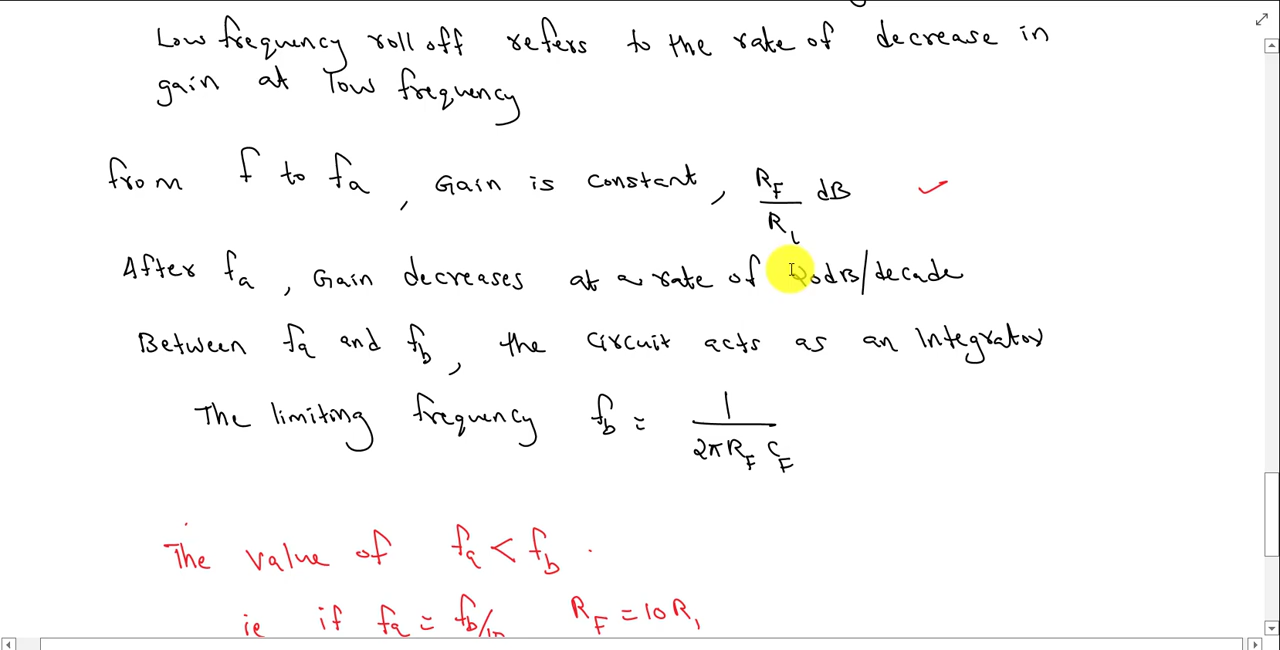 Low frequency roll off refers to the rate of decrease in
gain at low frequency
from f to fa, Gain is constant, RF/R1 dB
After fa, Gain decreases at a rate of 20dB/decade
Between fa and fb, the circuit acts as an Integrator
The limiting frequency fb = 1/2πRF CF
The value of fa < fb.
ie if fa = fb/10 RF = 10 R1